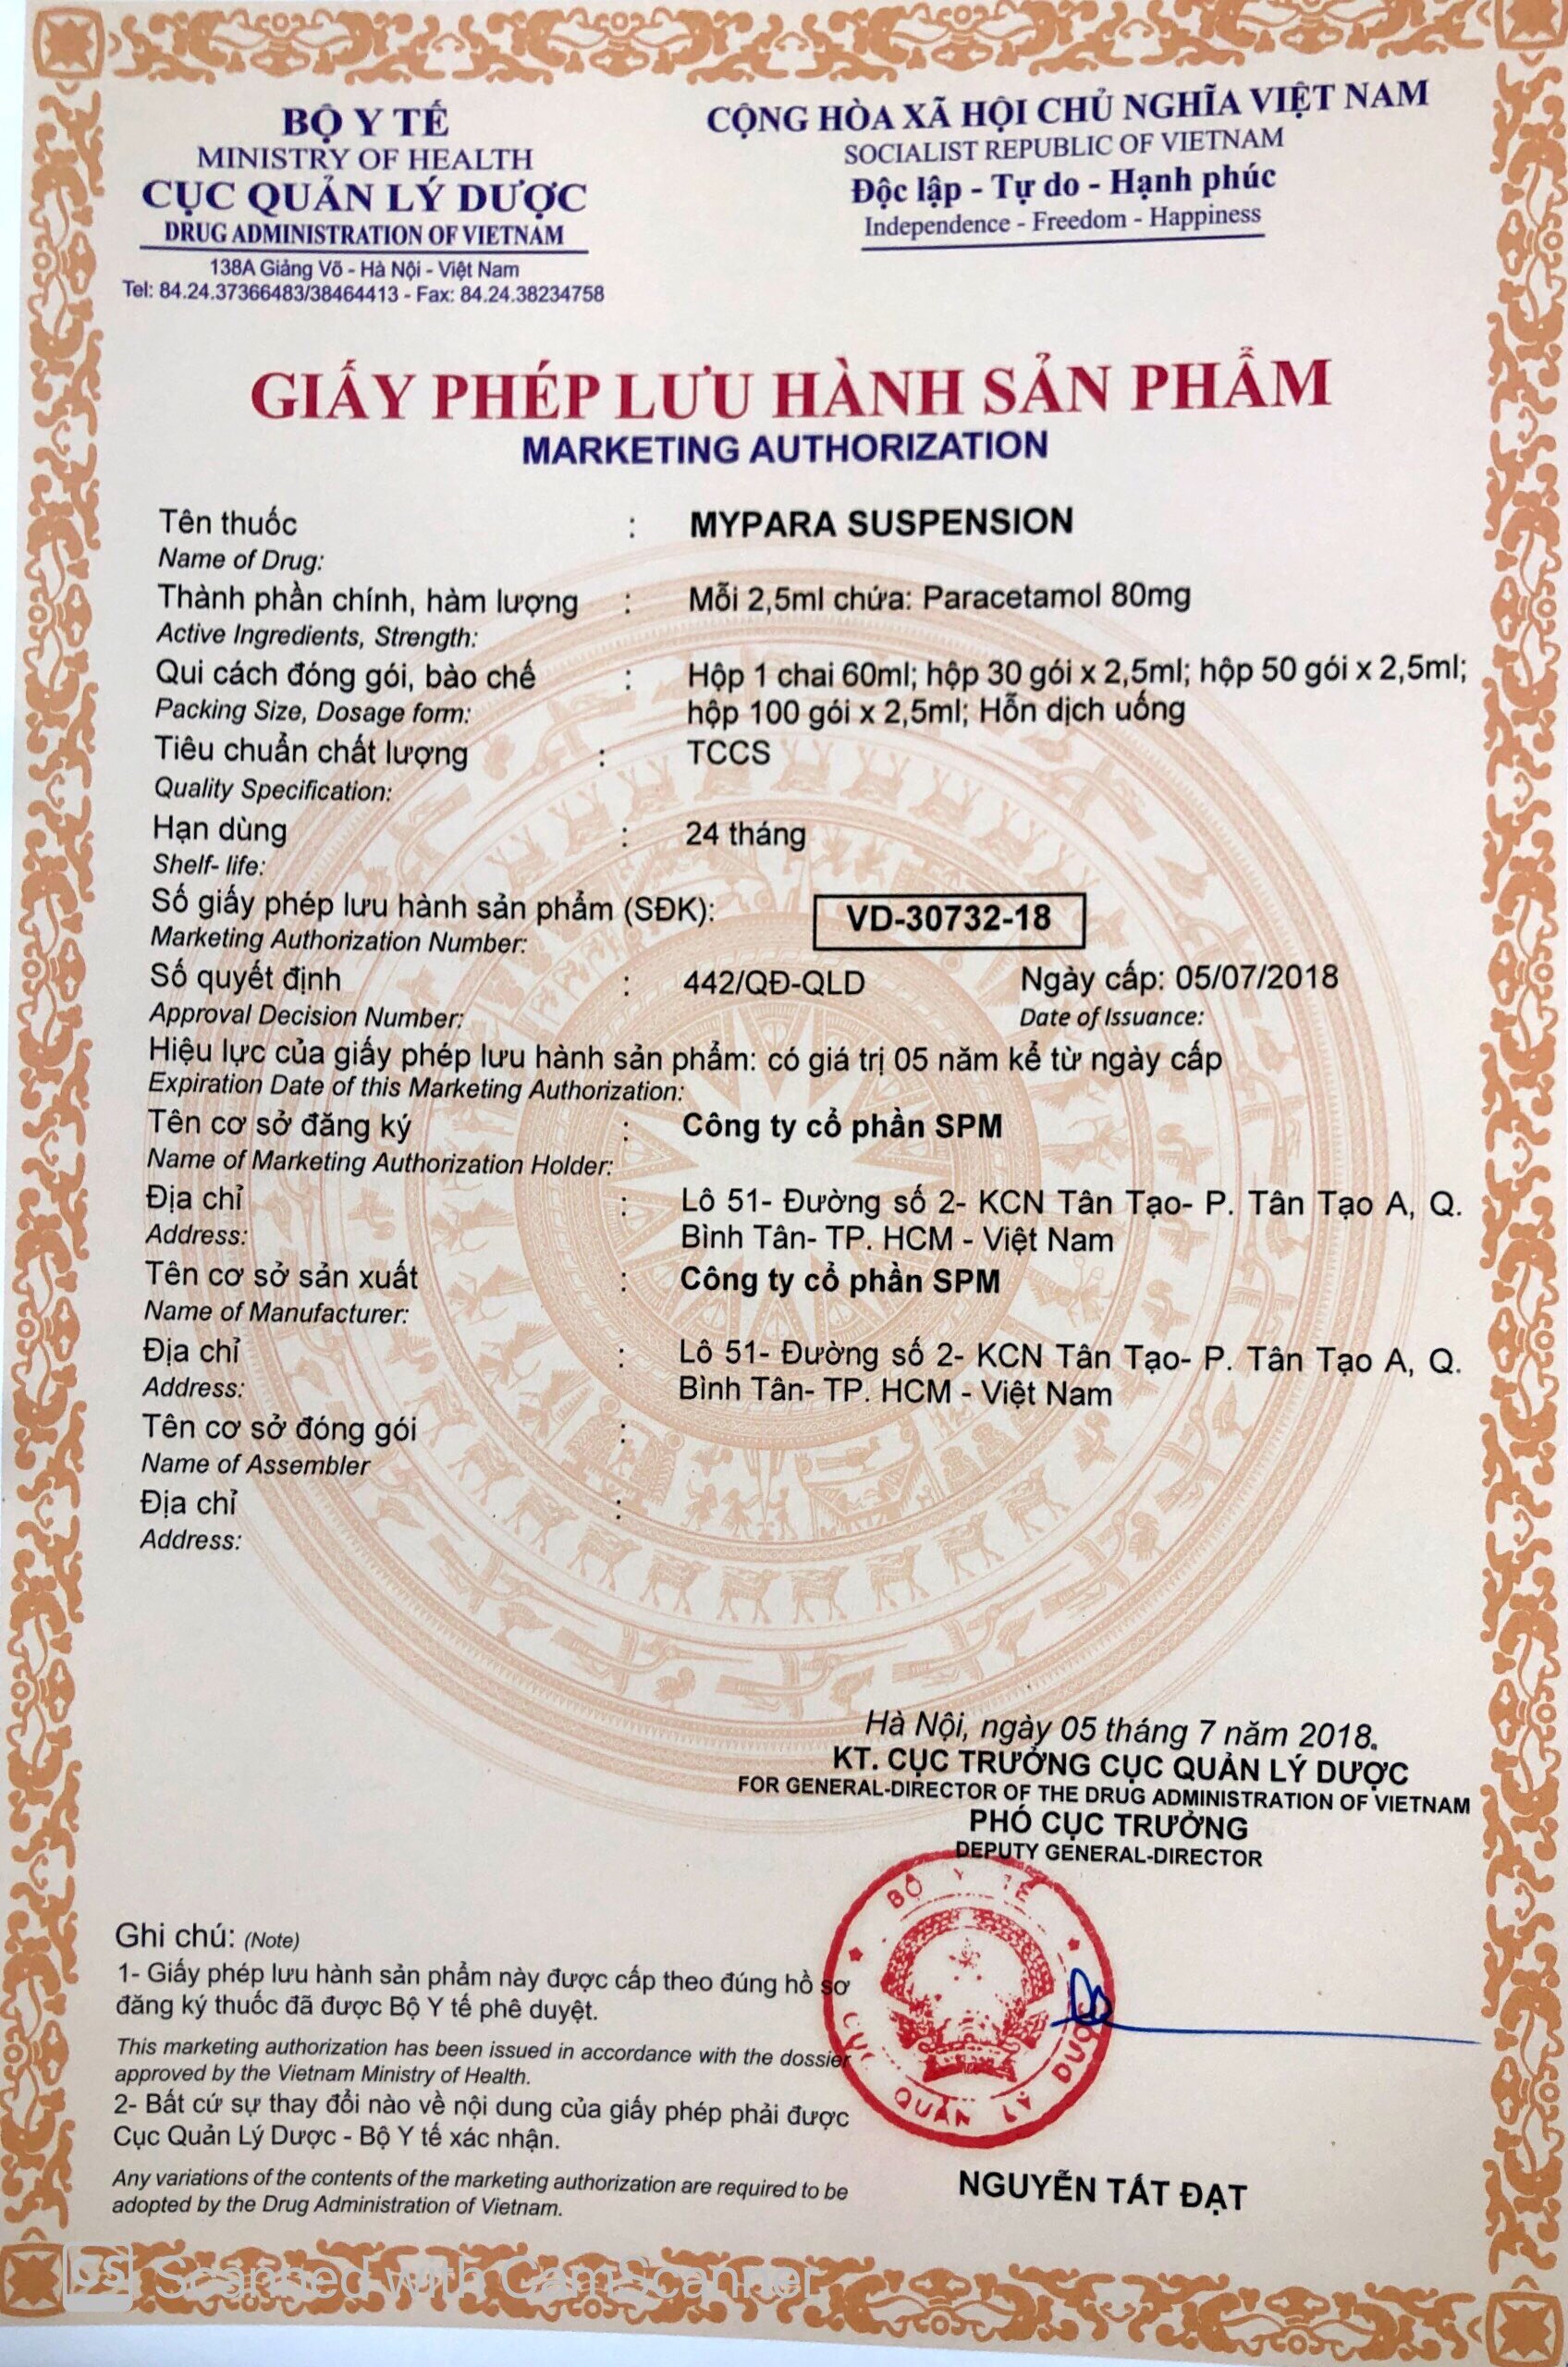 BỘ Y TẾ
MINISTRY OF HEALTH
CỤC QUẢN LÝ DƯỢC
DRUG ADMINISTRATION OF VIETNAM
138A Giảng Võ - Hà Nội - Việt Nam
Tel: 84.24.37366483/38464413 - Fax: 84.24.38234758
CỘNG HÒA XÃ HỘI CHỦ NGHĨA VIỆT NAM
SOCIALIST REPUBLIC OF VIETNAM
Độc lập - Tự do - Hạnh phúc
Independence - Freedom - Happiness
GIẤY PHÉP LƯU HÀNH SẢN PHẨM
MARKETING AUTHORIZATION
Tên thuốc : MYPARA SUSPENSION
Name of Drug:
Thành phần chính, hàm lượng : Mỗi 2,5ml chứa: Paracetamol 80mg
Active Ingredients, Strength:
Qui cách đóng gói, bào chế : Hộp 1 chai 60ml; hộp 30 gói x 2,5ml; hộp 50 gói x 2,5ml;
Packing Size, Dosage form: hộp 100 gói x 2,5ml; Hỗn dịch uống
Tiêu chuẩn chất lượng : TCCS
Quality Specification:
Hạn dùng : 24 tháng
Shelf- life:
Số giấy phép lưu hành sản phẩm (SĐK): VD-30732-18
Marketing Authorization Number:
Số quyết định : 442/QĐ-QLD Ngày cấp: 05/07/2018
Approval Decision Number: Date of Issuance:
Hiệu lực của giấy phép lưu hành sản phẩm: có giá trị 05 năm kể từ ngày cấp
Expiration Date of this Marketing Authorization:
Tên cơ sở đăng ký : Công ty cổ phần SPM
Name of Marketing Authorization Holder:
Địa chỉ : Lô 51- Đường số 2- KCN Tân Tạo- P. Tân Tạo A, Q.
Address: Bình Tân- TP. HCM - Việt Nam
Tên cơ sở sản xuất : Công ty cổ phần SPM
Name of Manufacturer:
Địa chỉ : Lô 51- Đường số 2- KCN Tân Tạo- P. Tân Tạo A, Q.
Address: Bình Tân- TP. HCM - Việt Nam
Tên cơ sở đóng gói :
Name of Assembler
Địa chỉ :
Address:
Hà Nội, ngày 05 tháng 7 năm 2018.
KT. CỤC TRƯỞNG CỤC QUẢN LÝ DƯỢC
FOR GENERAL-DIRECTOR OF THE DRUG ADMINISTRATION OF VIETNAM
PHÓ CỤC TRƯỞNG
DEPUTY GENERAL-DIRECTOR
BỘ Y TẾ
CỤC QUẢN LÝ DƯỢC
NGUYỄN TẤT ĐẠT
Ghi chú: (Note)
1- Giấy phép lưu hành sản phẩm này được cấp theo đúng hồ sơ
đăng ký thuốc đã được Bộ Y tế phê duyệt.
This marketing authorization has been issued in accordance with the dossier
approved by the Vietnam Ministry of Health.
2- Bất cứ sự thay đổi nào về nội dung của giấy phép phải được
Cục Quản Lý Dược - Bộ Y tế xác nhận.
Any variations of the contents of the marketing authorization are required to be
adopted by the Drug Administration of Vietnam.
CS Scanned with CamScanner